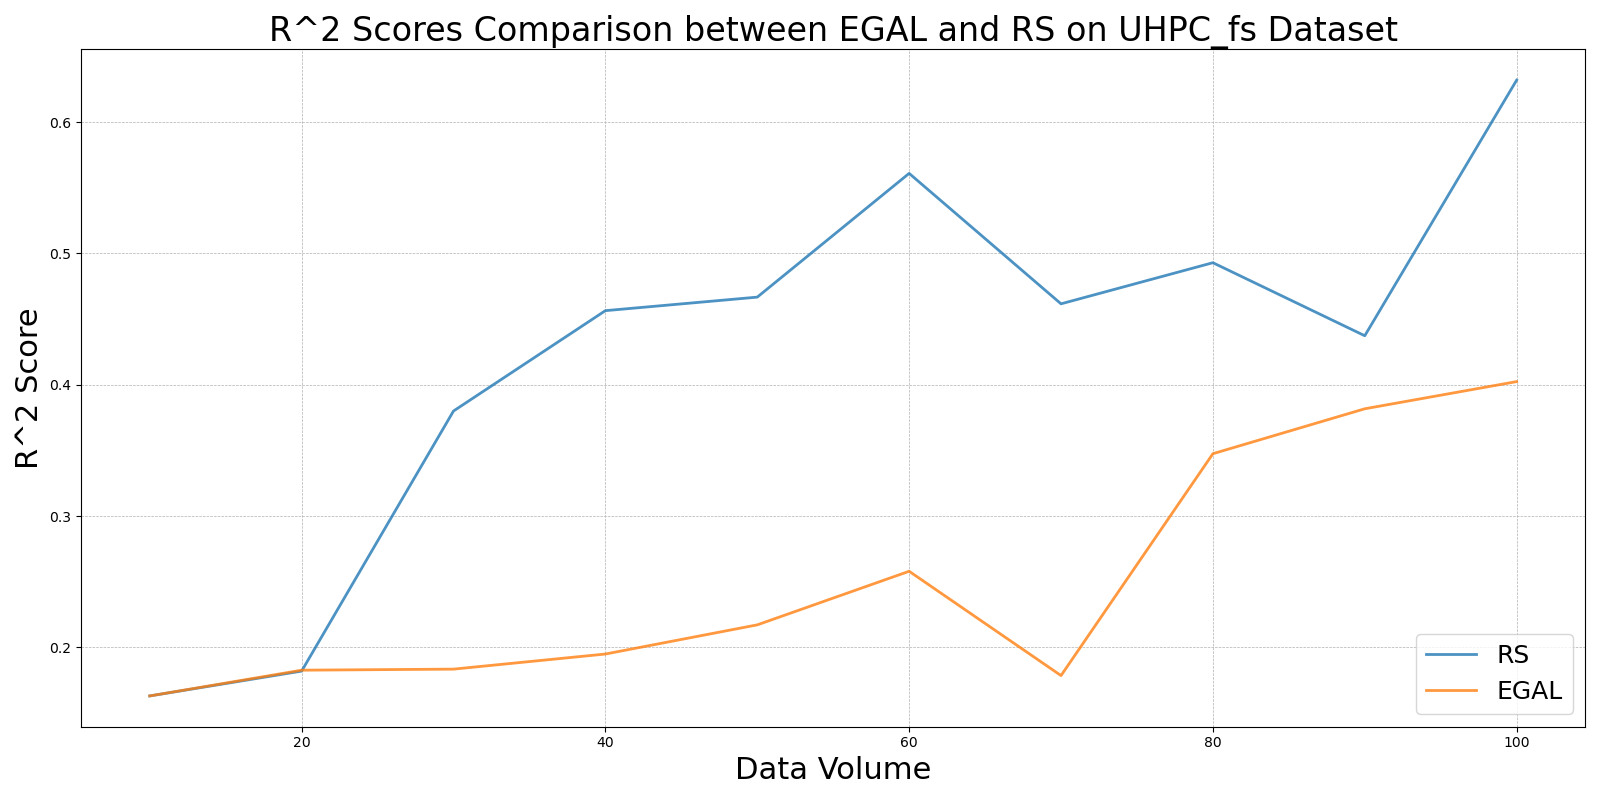 R^2 Scores Comparison between EGAL and RS on UHPC_fs Dataset
R^2 Score
0.6
0.5
0.4
0.3
0.2
20 40 60 80 100
Data Volume
RS
EGAL